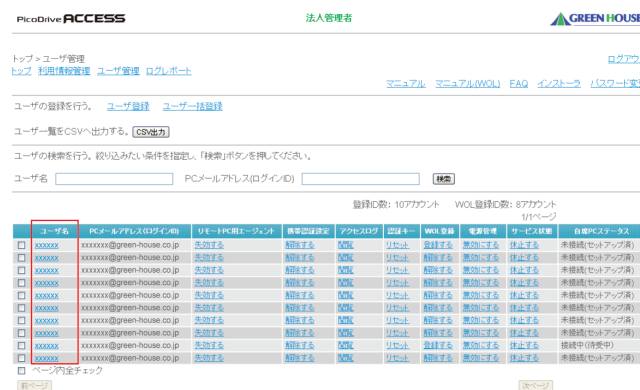 PicoDrive ACCESS 法人管理者 GREEN HOUSE
トップ > ユーザ管理 ログアウ
トップ 利用情報管理 ユーザ管理 ログレポート
マニュアル マニュアル(WOL) FAQ インストーラ パスワード変
ユーザの登録を行う。 ユーザ登録 ユーザ一括登録
ユーザ一覧をCSVへ出力する。 CSV出力
ユーザの検索を行う。絞り込みたい条件を指定し、「検索」ボタンを押してください。
ユーザ名 PCメールアドレス(ログインID) 検索
登録ID数: 10アカウント WOL登録ID数: 8アカウント
1/1ページ
ユーザ名 PCメールアドレス(ログインID) リモートPC用エージェント 携帯認証設定 アクセスログ 認証キー WOL登録 電源管理 サービス状態 自席PCステータス
xxxxxx xxxxxxx@green-house.co.jp 失効する 解除する 閲覧 リセット 登録する 無効にする 休止する 未接続(セットアップ済)
xxxxxx xxxxxxx@green-house.co.jp 失効する 解除する 閲覧 リセット 解除する 無効にする 休止する 未接続(セットアップ済)
xxxxxx xxxxxxx@green-house.co.jp 失効する 解除する 閲覧 リセット 解除する 無効にする 休止する 未接続(セットアップ済)
xxxxxx xxxxxxx@green-house.co.jp 失効する 解除する 閲覧 リセット 解除する 無効にする 休止する 未接続(セットアップ済)
xxxxxx xxxxxxx@green-house.co.jp 失効する 解除する 閲覧 リセット 解除する 無効にする 休止する 未接続(セットアップ済)
xxxxxx xxxxxxx@green-house.co.jp 失効する 解除する 閲覧 リセット 解除する 無効にする 休止する 未接続(セットアップ済)
xxxxxx xxxxxxx@green-house.co.jp 失効する 解除する 閲覧 リセット 解除する 無効にする 休止する 未接続(セットアップ済)
xxxxxx xxxxxxx@green-house.co.jp 失効する 解除する 閲覧 リセット 解除する 無効にする 休止する 未接続(セットアップ済)
xxxxxx xxxxxxx@green-house.co.jp 失効する 解除する 閲覧 リセット 登録する 無効にする 休止する 接続中(待受中)
xxxxxx xxxxxxx@green-house.co.jp 失効する 解除する 閲覧 リセット 解除する 無効にする 休止する 未接続(セットアップ済)
ページ内全チェック
前ページ 次ページ